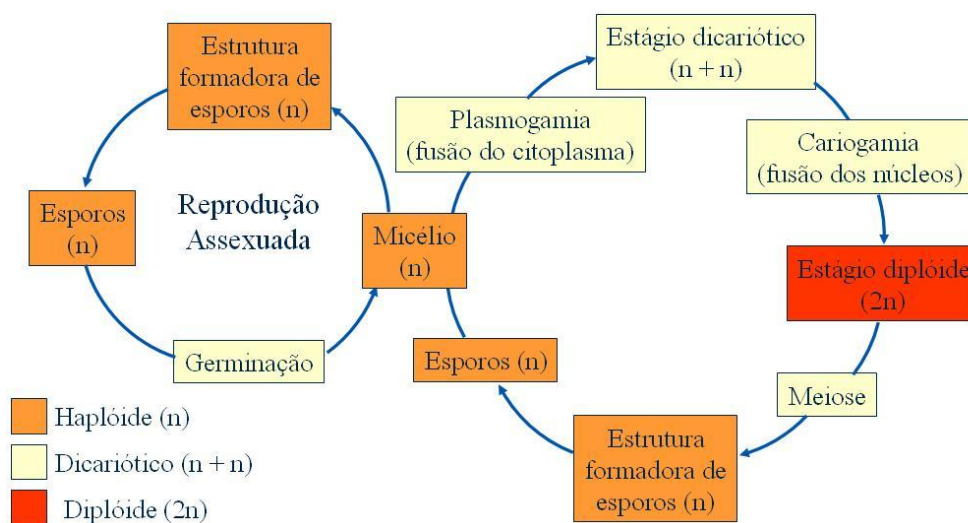 Estrutura
formadora de
esporos (n)
Esporos
(n)
Reprodução
Assexuada
Micélio
(n)
Germinação
Plasmogamia
(fusão do citoplasma)
Estágio dicariótico
(n + n)
Cariogamia
(fusão dos núcleos)
Estágio diplóide
(2n)
Meiose
Estrutura
formadora de
esporos (n)
Esporos (n)
Haplóide (n)
Dicariótico (n + n)
Diplóide (2n)